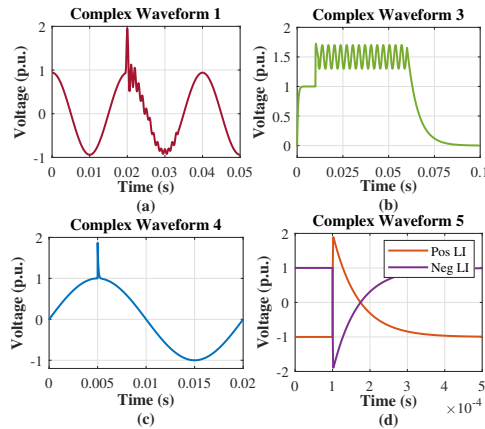 Complex Waveform 1
Voltage (p.u.)
2
1
0
-1
0 0.01 0.02 0.03 0.04 0.05
Time (s)
(a)
Complex Waveform 3
Voltage (p.u.)
2
1.5
1
0.5
0
0 0.025 0.05 0.075 0.1
Time (s)
(b)
Complex Waveform 4
Voltage (p.u.)
2
1
0
-1
0 0.005 0.01 0.015 0.02
Time (s)
(c)
Complex Waveform 5
Voltage (p.u.)
2
1
0
-1
-2
Pos LI
Neg LI
0 1 2 3 4 5
Time (s)
×10⁻⁴
(d)